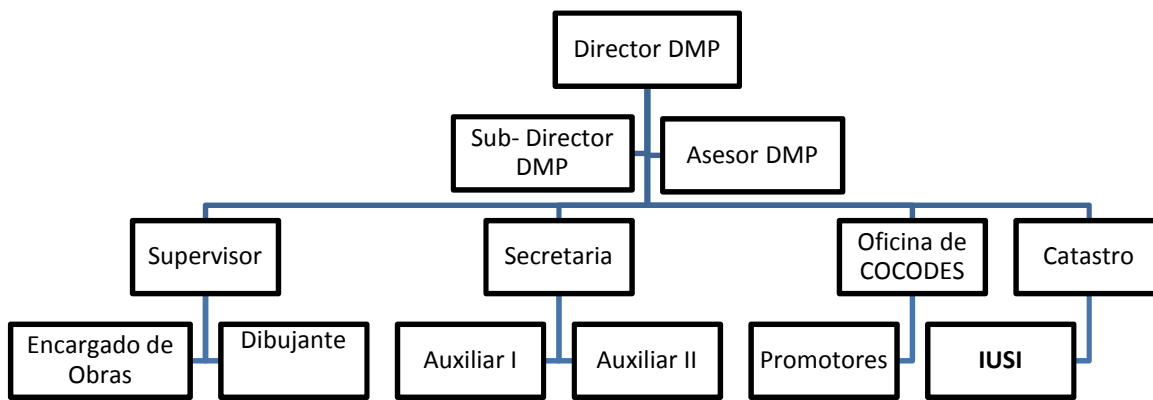 Director DMP
Sub- Director
DMP
Asesor DMP
Supervisor
Secretaria
Oficina de
COCODES
Catastro
Encargado de
Obras
Dibujante
Auxiliar I
Auxiliar II
Promotores
IUSI